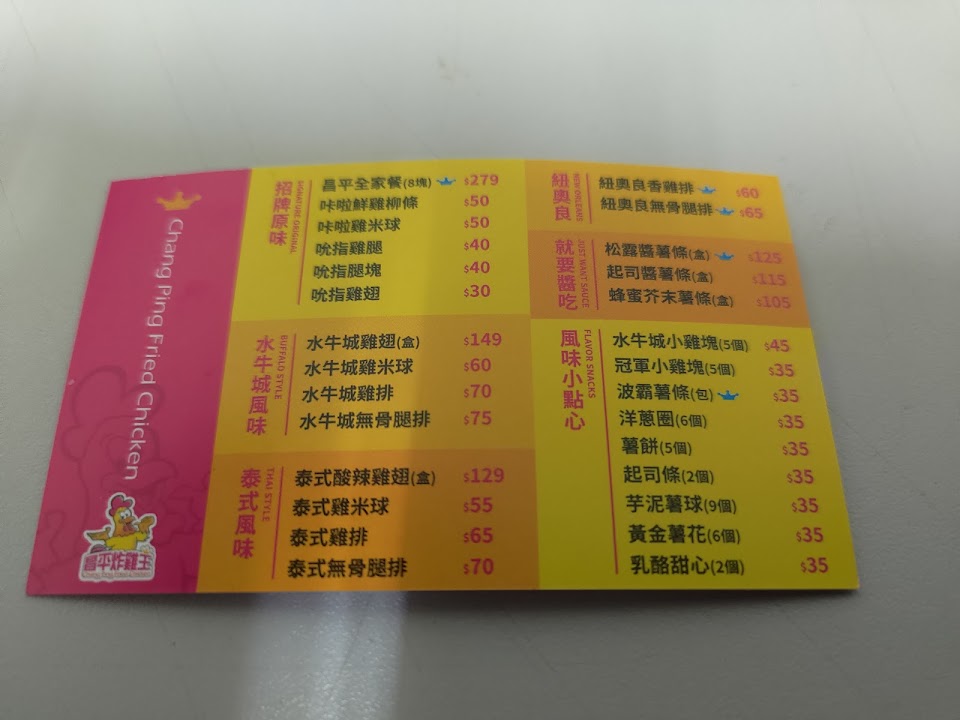 Chang Ping Fried Chicken
昌平炸雞王
Chang Ping Fried Chicken
招牌原味
SIGNATURE ORIGINAL
昌平全家餐(8塊) $279
咔啦鮮雞柳條 $50
咔啦雞米球 $50
吮指雞腿 $40
吮指腿塊 $40
吮指雞翅 $30
水牛城風味
BUFFALO STYLE
水牛城雞翅(盒) $149
水牛城雞米球 $60
水牛城雞排 $70
水牛城無骨腿排 $75
泰式風味
THAI STYLE
泰式酸辣雞翅(盒) $129
泰式雞米球 $55
泰式雞排 $65
泰式無骨腿排 $70
紐奧良
NEW ORLEANS
紐奧良香雞排 $60
紐奧良無骨腿排 $65
就要醬吃
JUST WANT SAUCE
松露醬薯條(盒) $125
起司醬薯條(盒) $115
蜂蜜芥末薯條(盒) $105
風味小點心
FLAVOR SNACKS
水牛城小雞塊(5個) $45
冠軍小雞塊(5個) $35
波霸薯條(包) $35
洋蔥圈(6個) $35
薯餅(5個) $35
起司條(2個) $35
芋泥薯球(9個) $35
黃金薯花(6個) $35
乳酪甜心(2個) $35